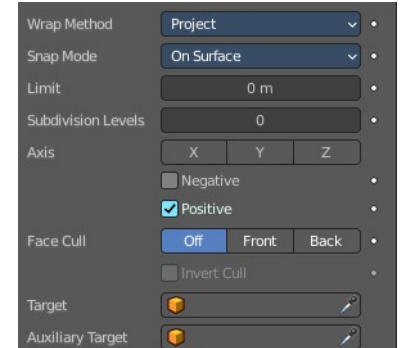 Wrap Method Project
Snap Mode On Surface
Limit 0 m
Subdivision Levels 0
Axis X Y Z
Negative
Positive
Face Cull Off Front Back
Invert Cull
Target
Auxiliary Target